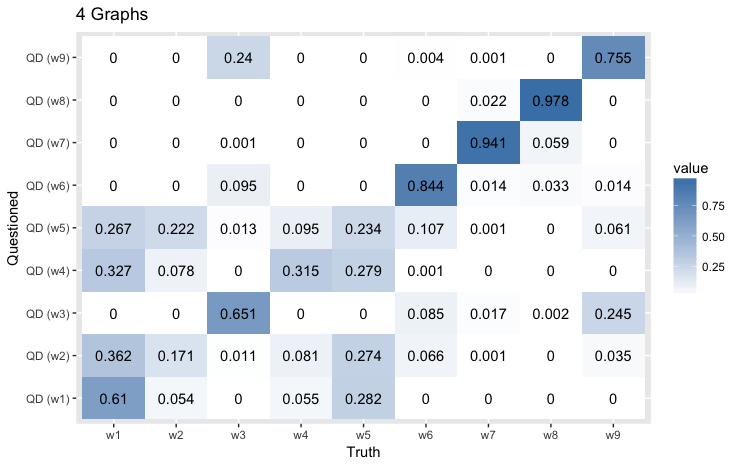 4 Graphs
QD (w9) 0 0 0.24 0 0 0.004 0.001 0 0.755
QD (w8) 0 0 0 0 0 0 0.022 0.978 0
QD (w7) 0 0 0.001 0 0 0 0.941 0.059 0
QD (w6) 0 0 0.095 0 0 0.844 0.014 0.033 0.014
QD (w5) 0.267 0.222 0.013 0.095 0.234 0.107 0.001 0 0.061
QD (w4) 0.327 0.078 0 0.315 0.279 0.001 0 0 0
QD (w3) 0 0 0.651 0 0 0.085 0.017 0.002 0.245
QD (w2) 0.362 0.171 0.011 0.081 0.274 0.066 0.001 0 0.035
QD (w1) 0.61 0.054 0 0.055 0.282 0 0 0 0
w1 w2 w3 w4 w5 w6 w7 w8 w9
Truth
Questioned
value
0.75
0.50
0.25